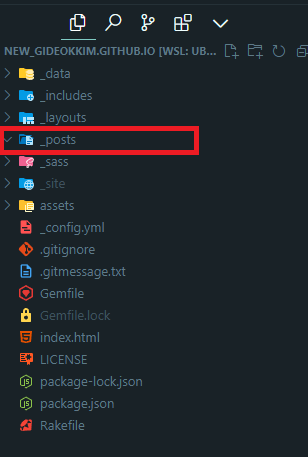 NEW_GIDEOKKIM.GITHUB.IO [WSL: UB...
_data
_includes
_layouts
_posts
_sass
_site
assets
_config.yml
.gitignore
.gitmessage.txt
Gemfile
Gemfile.lock
index.html
LICENSE
package-lock.json
package.json
Rakefile